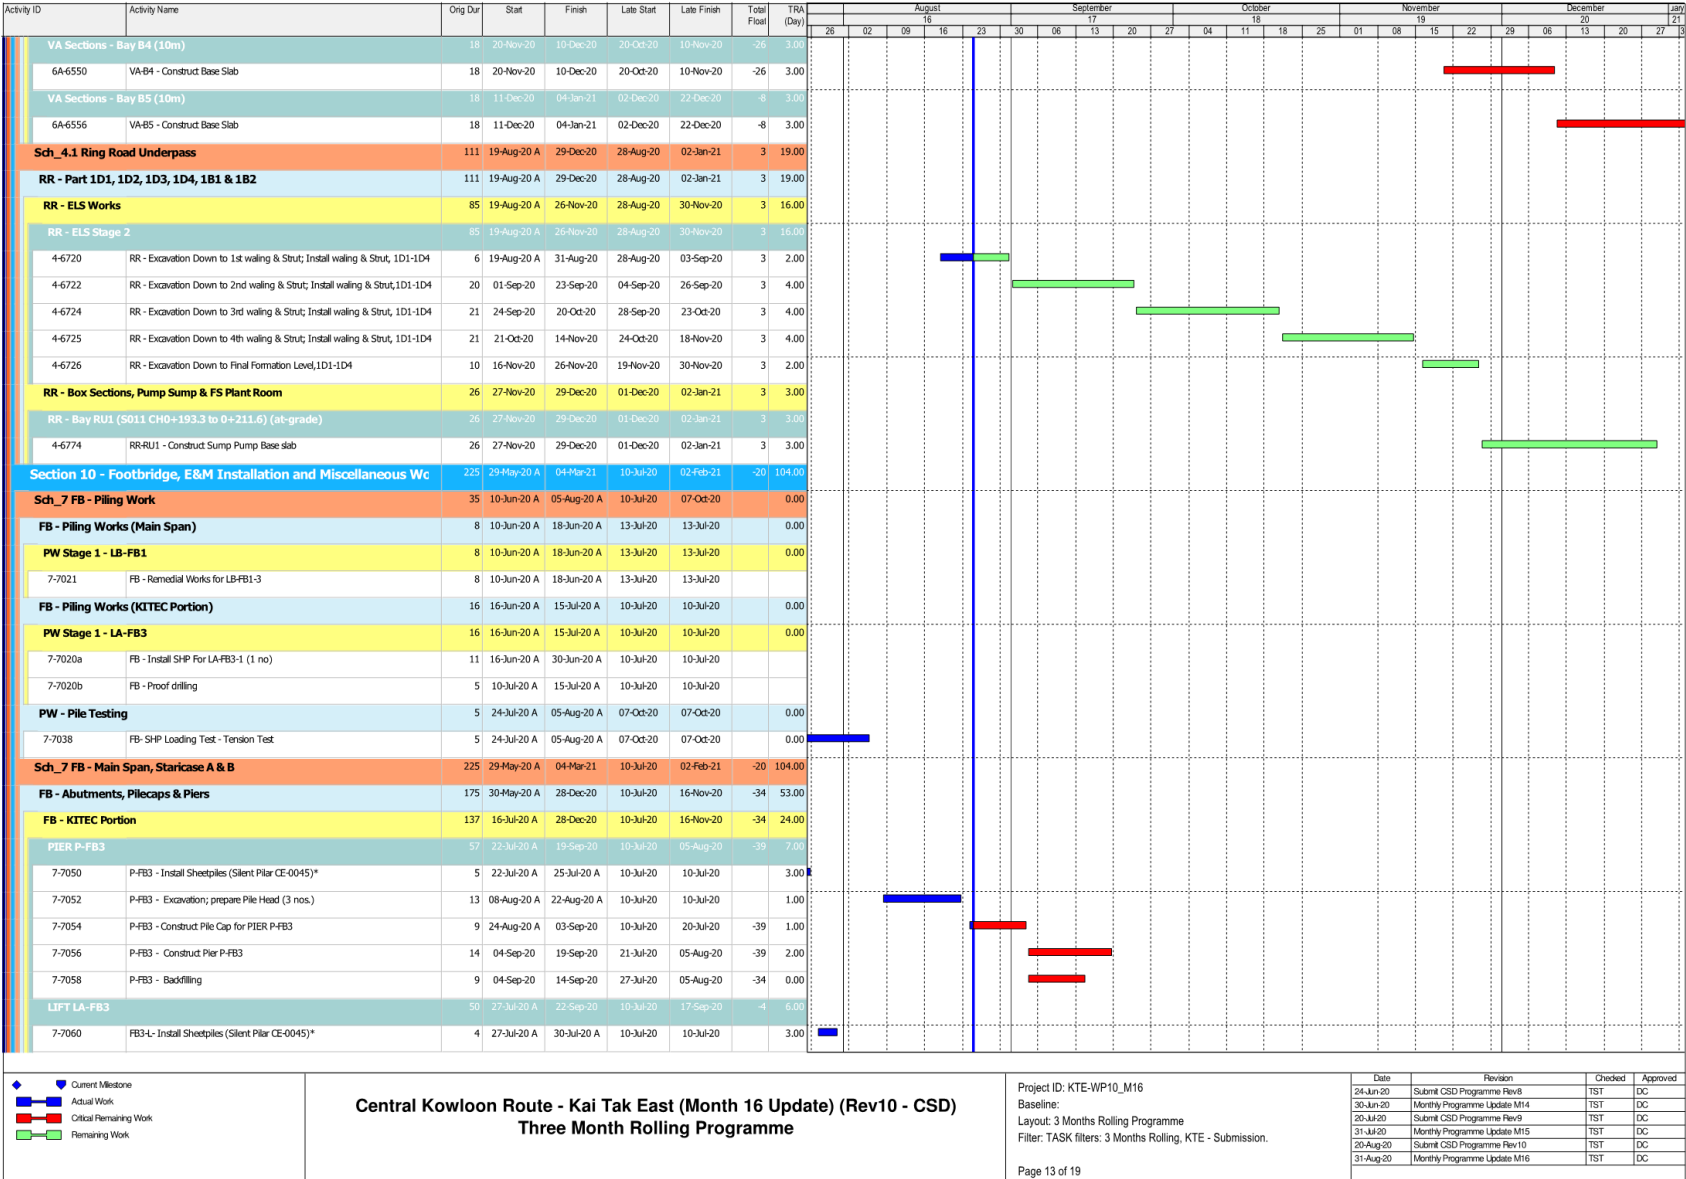 Activity ID Activity Name Orig Dur Start Finish Late Start Late Finish Total Float TRA (Day) August September October November December Jary
16 17 18 19 20 21
26 02 09 16 23 30 06 13 20 27 04 11 18 25 01 08 15 22 29 06 13 20 27 3
VA Sections - Bay B4 (10m) 18 20-Nov-20 10-Dec-20 20-Oct-20 10-Nov-20 -26 3.00
6A-6550 VA-B4 - Construct Base Slab 18 20-Nov-20 10-Dec-20 20-Oct-20 10-Nov-20 -26 3.00
VA Sections - Bay B5 (10m) 18 11-Dec-20 04-Jan-21 02-Dec-20 22-Dec-20 -8 3.00
6A-6556 VA-B5 - Construct Base Slab 18 11-Dec-20 04-Jan-21 02-Dec-20 22-Dec-20 -8 3.00
Sch_4.1 Ring Road Underpass 111 19-Aug-20 A 29-Dec-20 28-Aug-20 02-Jan-21 3 19.00
RR - Part 1D1, 1D2, 1D3, 1D4, 1B1 & 1B2 111 19-Aug-20 A 29-Dec-20 28-Aug-20 02-Jan-21 3 19.00
RR - ELS Works 85 19-Aug-20 A 26-Nov-20 28-Aug-20 30-Nov-20 3 16.00
RR - ELS Stage 2 85 19-Aug-20 A 26-Nov-20 28-Aug-20 30-Nov-20 3 16.00
4-6720 RR - Excavation Down to 1st waling & Strut; Install waling & Strut, 1D1-1D4 6 19-Aug-20 A 31-Aug-20 28-Aug-20 03-Sep-20 3 2.00
4-6722 RR - Excavation Down to 2nd waling & Strut; Install waling & Strut,1D1-1D4 20 01-Sep-20 23-Sep-20 04-Sep-20 26-Sep-20 3 4.00
4-6724 RR - Excavation Down to 3rd waling & Strut; Install waling & Strut, 1D1-1D4 21 24-Sep-20 20-Oct-20 28-Sep-20 23-Oct-20 3 4.00
4-6725 RR - Excavation Down to 4th waling & Strut; Install waling & Strut, 1D1-1D4 21 21-Oct-20 14-Nov-20 24-Oct-20 18-Nov-20 3 4.00
4-6726 RR - Excavation Down to Final Formation Level,1D1-1D4 10 16-Nov-20 26-Nov-20 19-Nov-20 30-Nov-20 3 2.00
RR - Box Sections, Pump Sump & FS Plant Room 26 27-Nov-20 29-Dec-20 01-Dec-20 02-Jan-21 3 3.00
RR - Bay RU1 (S011 CH0+193.3 to 0+211.6) (at-grade) 26 27-Nov-20 29-Dec-20 01-Dec-20 02-Jan-21 3 3.00
4-6774 RR-RU1 - Construct Sump Pump Base slab 26 27-Nov-20 29-Dec-20 01-Dec-20 02-Jan-21 3 3.00
Section 10 - Footbridge, E&M Installation and Miscellaneous Wc 225 29-May-20 A 04-Mar-21 10-Jul-20 02-Feb-21 -20 104.00
Sch_7 FB - Piling Work 35 10-Jun-20 A 05-Aug-20 A 10-Jul-20 07-Oct-20 0.00
FB - Piling Works (Main Span) 8 10-Jun-20 A 18-Jun-20 A 13-Jul-20 13-Jul-20 0.00
PW Stage 1 - LB-FB1 8 10-Jun-20 A 18-Jun-20 A 13-Jul-20 13-Jul-20 0.00
7-7021 FB - Remedial Works for LB-FB1-3 8 10-Jun-20 A 18-Jun-20 A 13-Jul-20 13-Jul-20
FB - Piling Works (KITEC Portion) 16 16-Jun-20 A 15-Jul-20 A 10-Jul-20 10-Jul-20 0.00
PW Stage 1 - LA-FB3 16 16-Jun-20 A 15-Jul-20 A 10-Jul-20 10-Jul-20 0.00
7-7020a FB - Install SHP For LA-FB3-1 (1 no) 11 16-Jun-20 A 30-Jun-20 A 10-Jul-20 10-Jul-20
7-7020b FB - Proof drilling 5 10-Jul-20 A 15-Jul-20 A 10-Jul-20 10-Jul-20
PW - Pile Testing 5 24-Jul-20 A 05-Aug-20 A 07-Oct-20 07-Oct-20 0.00
7-7038 FB- SHP Loading Test - Tension Test 5 24-Jul-20 A 05-Aug-20 A 07-Oct-20 07-Oct-20 0.00
Sch_7 FB - Main Span, Staricase A & B 225 29-May-20 A 04-Mar-21 10-Jul-20 02-Feb-21 -20 104.00
FB - Abutments, Pilecaps & Piers 175 30-May-20 A 28-Dec-20 10-Jul-20 16-Nov-20 -34 53.00
FB - KITEC Portion 137 16-Jul-20 A 28-Dec-20 10-Jul-20 16-Nov-20 -34 24.00
PIER P-FB3 57 22-Jul-20 A 19-Sep-20 10-Jul-20 05-Aug-20 -39 7.00
7-7050 P-FB3 - Install Sheetpiles (Silent Pilar CE-0045)* 5 22-Jul-20 A 25-Jul-20 A 10-Jul-20 10-Jul-20 3.00
7-7052 P-FB3 - Excavation; prepare Pile Head (3 nos.) 13 08-Aug-20 A 22-Aug-20 A 10-Jul-20 10-Jul-20 1.00
7-7054 P-FB3 - Construct Pile Cap for PIER P-FB3 9 24-Aug-20 A 03-Sep-20 10-Jul-20 20-Jul-20 -39 1.00
7-7056 P-FB3 - Construct Pier P-FB3 14 04-Sep-20 19-Sep-20 21-Jul-20 05-Aug-20 -39 2.00
7-7058 P-FB3 - Backfilling 9 04-Sep-20 14-Sep-20 27-Jul-20 05-Aug-20 -34 0.00
LIFT LA-FB3 50 27-Jul-20 A 22-Sep-20 10-Jul-20 17-Sep-20 -4 6.00
7-7060 FB3-L- Install Sheetpiles (Silent Pilar CE-0045)* 4 27-Jul-20 A 30-Jul-20 A 10-Jul-20 10-Jul-20 3.00
Current Milestone
Actual Work
Critical Remaining Work
Remaining Work
Central Kowloon Route - Kai Tak East (Month 16 Update) (Rev10 - CSD)
Three Month Rolling Programme
Project ID: KTE-WP10_M16
Baseline:
Layout: 3 Months Rolling Programme
Filter: TASK filters: 3 Months Rolling, KTE - Submission.
Page 13 of 19
Date Revision Checked Approved
24-Jun-20 Submit CSD Programme Rev8 TST DC
30-Jun-20 Monthly Programme Update M14 TST DC
20-Jul-20 Submit CSD Programme Rev9 TST DC
31-Jul-20 Monthly Programme Update M15 TST DC
20-Aug-20 Submit CSD Programme Rev10 TST DC
31-Aug-20 Monthly Programme Update M16 TST DC